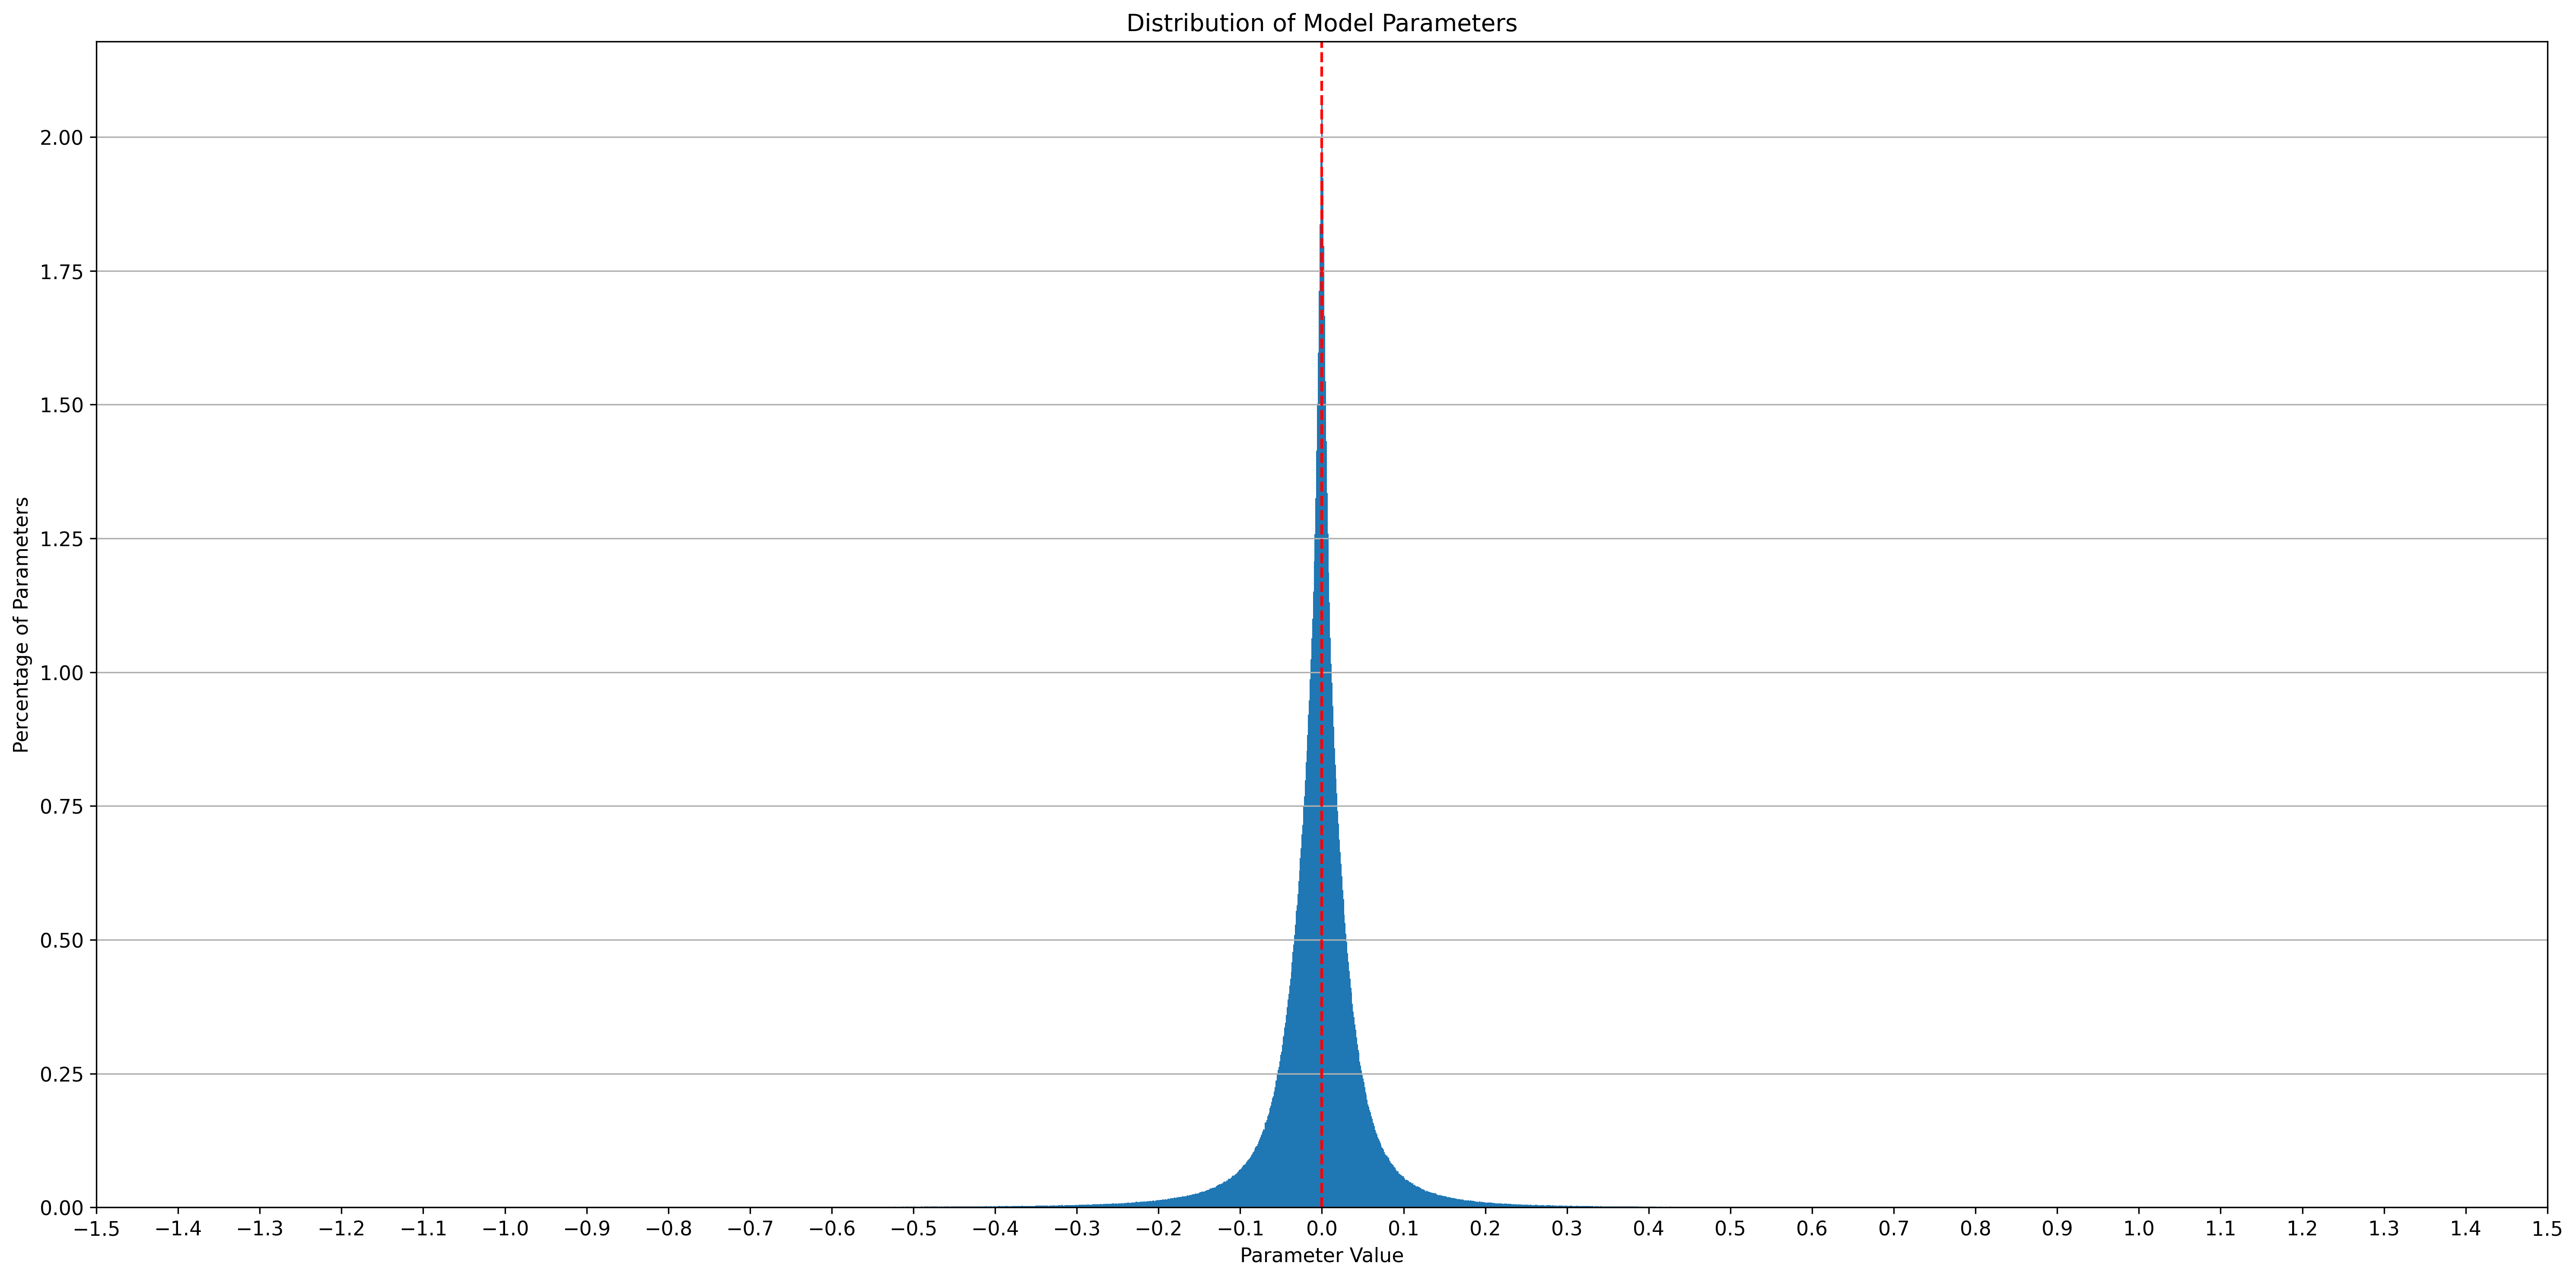 Distribution of Model Parameters
Percentage of Parameters
2.00
1.75
1.50
1.25
1.00
0.75
0.50
0.25
0.00
−1.5 −1.4 −1.3 −1.2 −1.1 −1.0 −0.9 −0.8 −0.7 −0.6 −0.5 −0.4 −0.3 −0.2 −0.1 0.0 0.1 0.2 0.3 0.4 0.5 0.6 0.7 0.8 0.9 1.0 1.1 1.2 1.3 1.4 1.5
Parameter Value